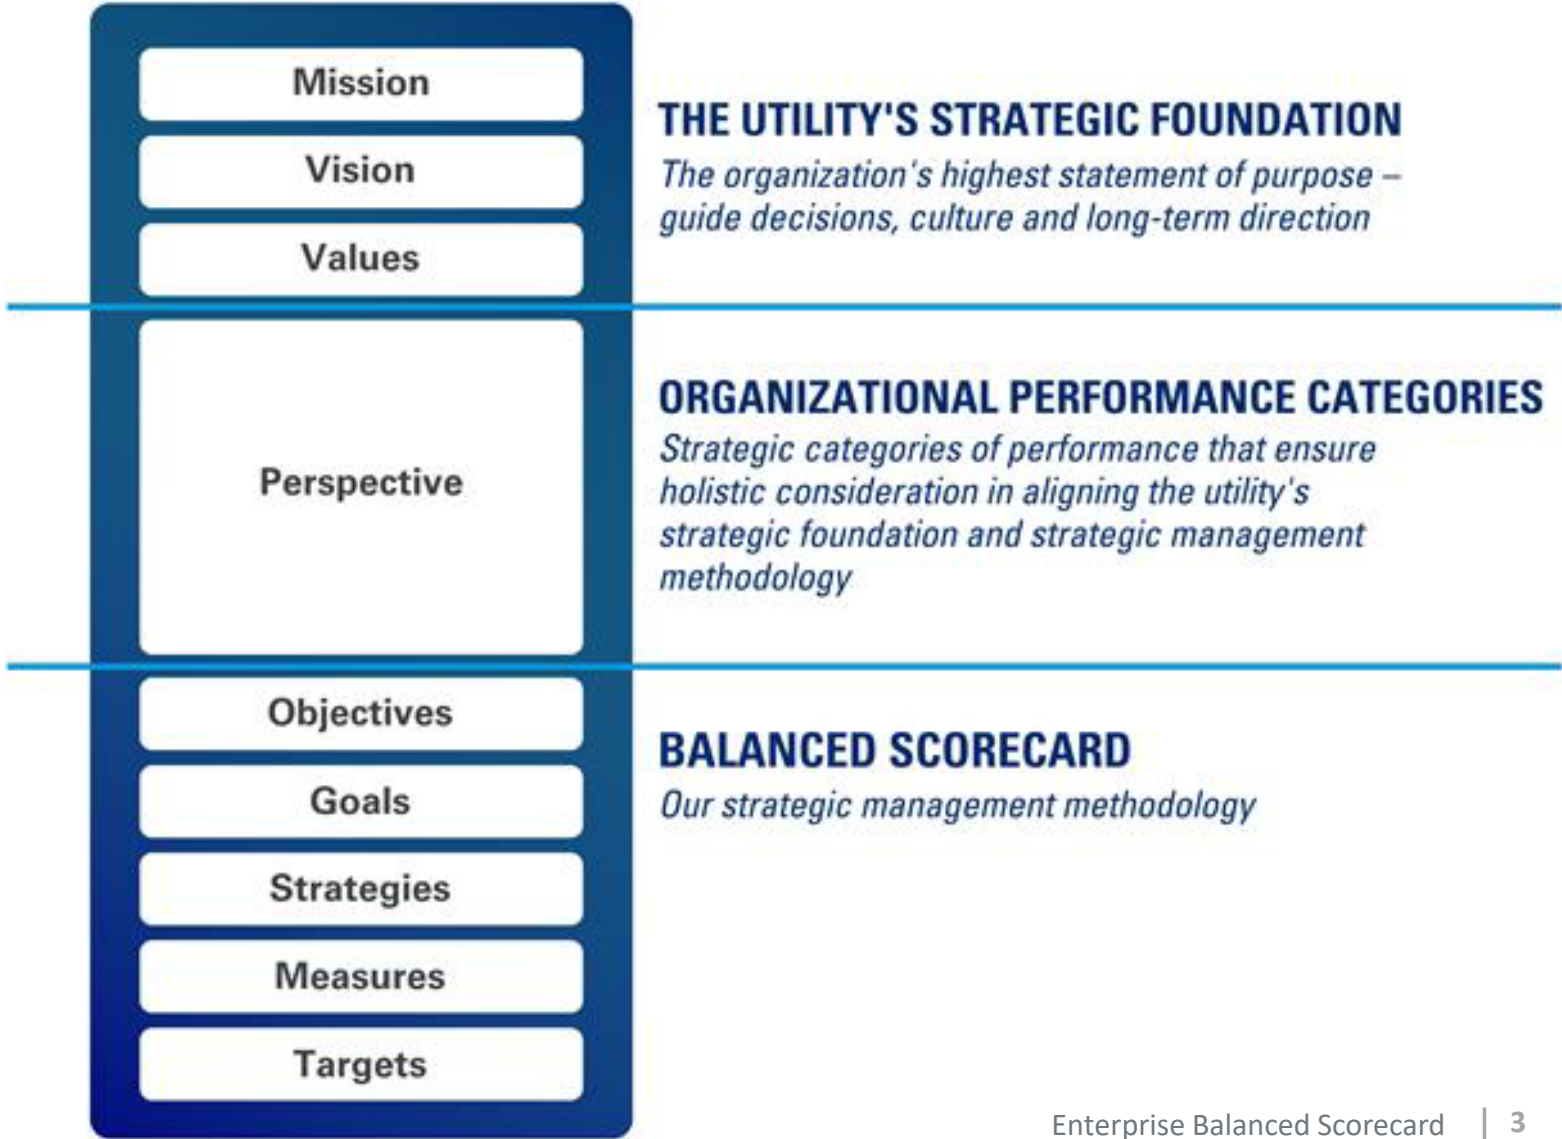 Mission
Vision
Values
THE UTILITY'S STRATEGIC FOUNDATION
The organization's highest statement of purpose –
guide decisions, culture and long-term direction
Perspective
ORGANIZATIONAL PERFORMANCE CATEGORIES
Strategic categories of performance that ensure
holistic consideration in aligning the utility's
strategic foundation and strategic management
methodology
Objectives
Goals
Strategies
Measures
Targets
BALANCED SCORECARD
Our strategic management methodology
Enterprise Balanced Scorecard | 3